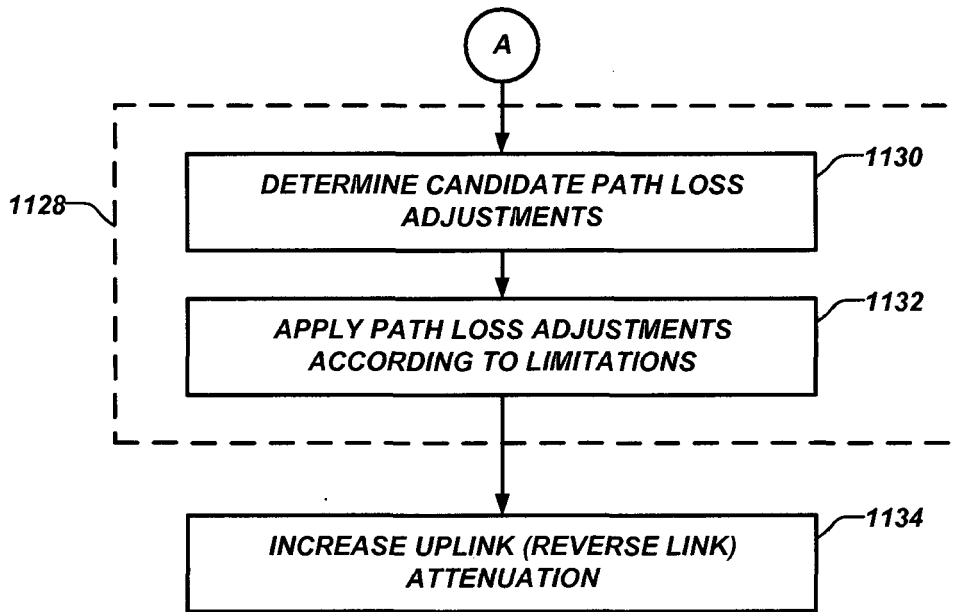 A
1130
DETERMINE CANDIDATE PATH LOSS
ADJUSTMENTS
1128
1132
APPLY PATH LOSS ADJUSTMENTS
ACCORDING TO LIMITATIONS
1134
INCREASE UPLINK (REVERSE LINK)
ATTENUATION